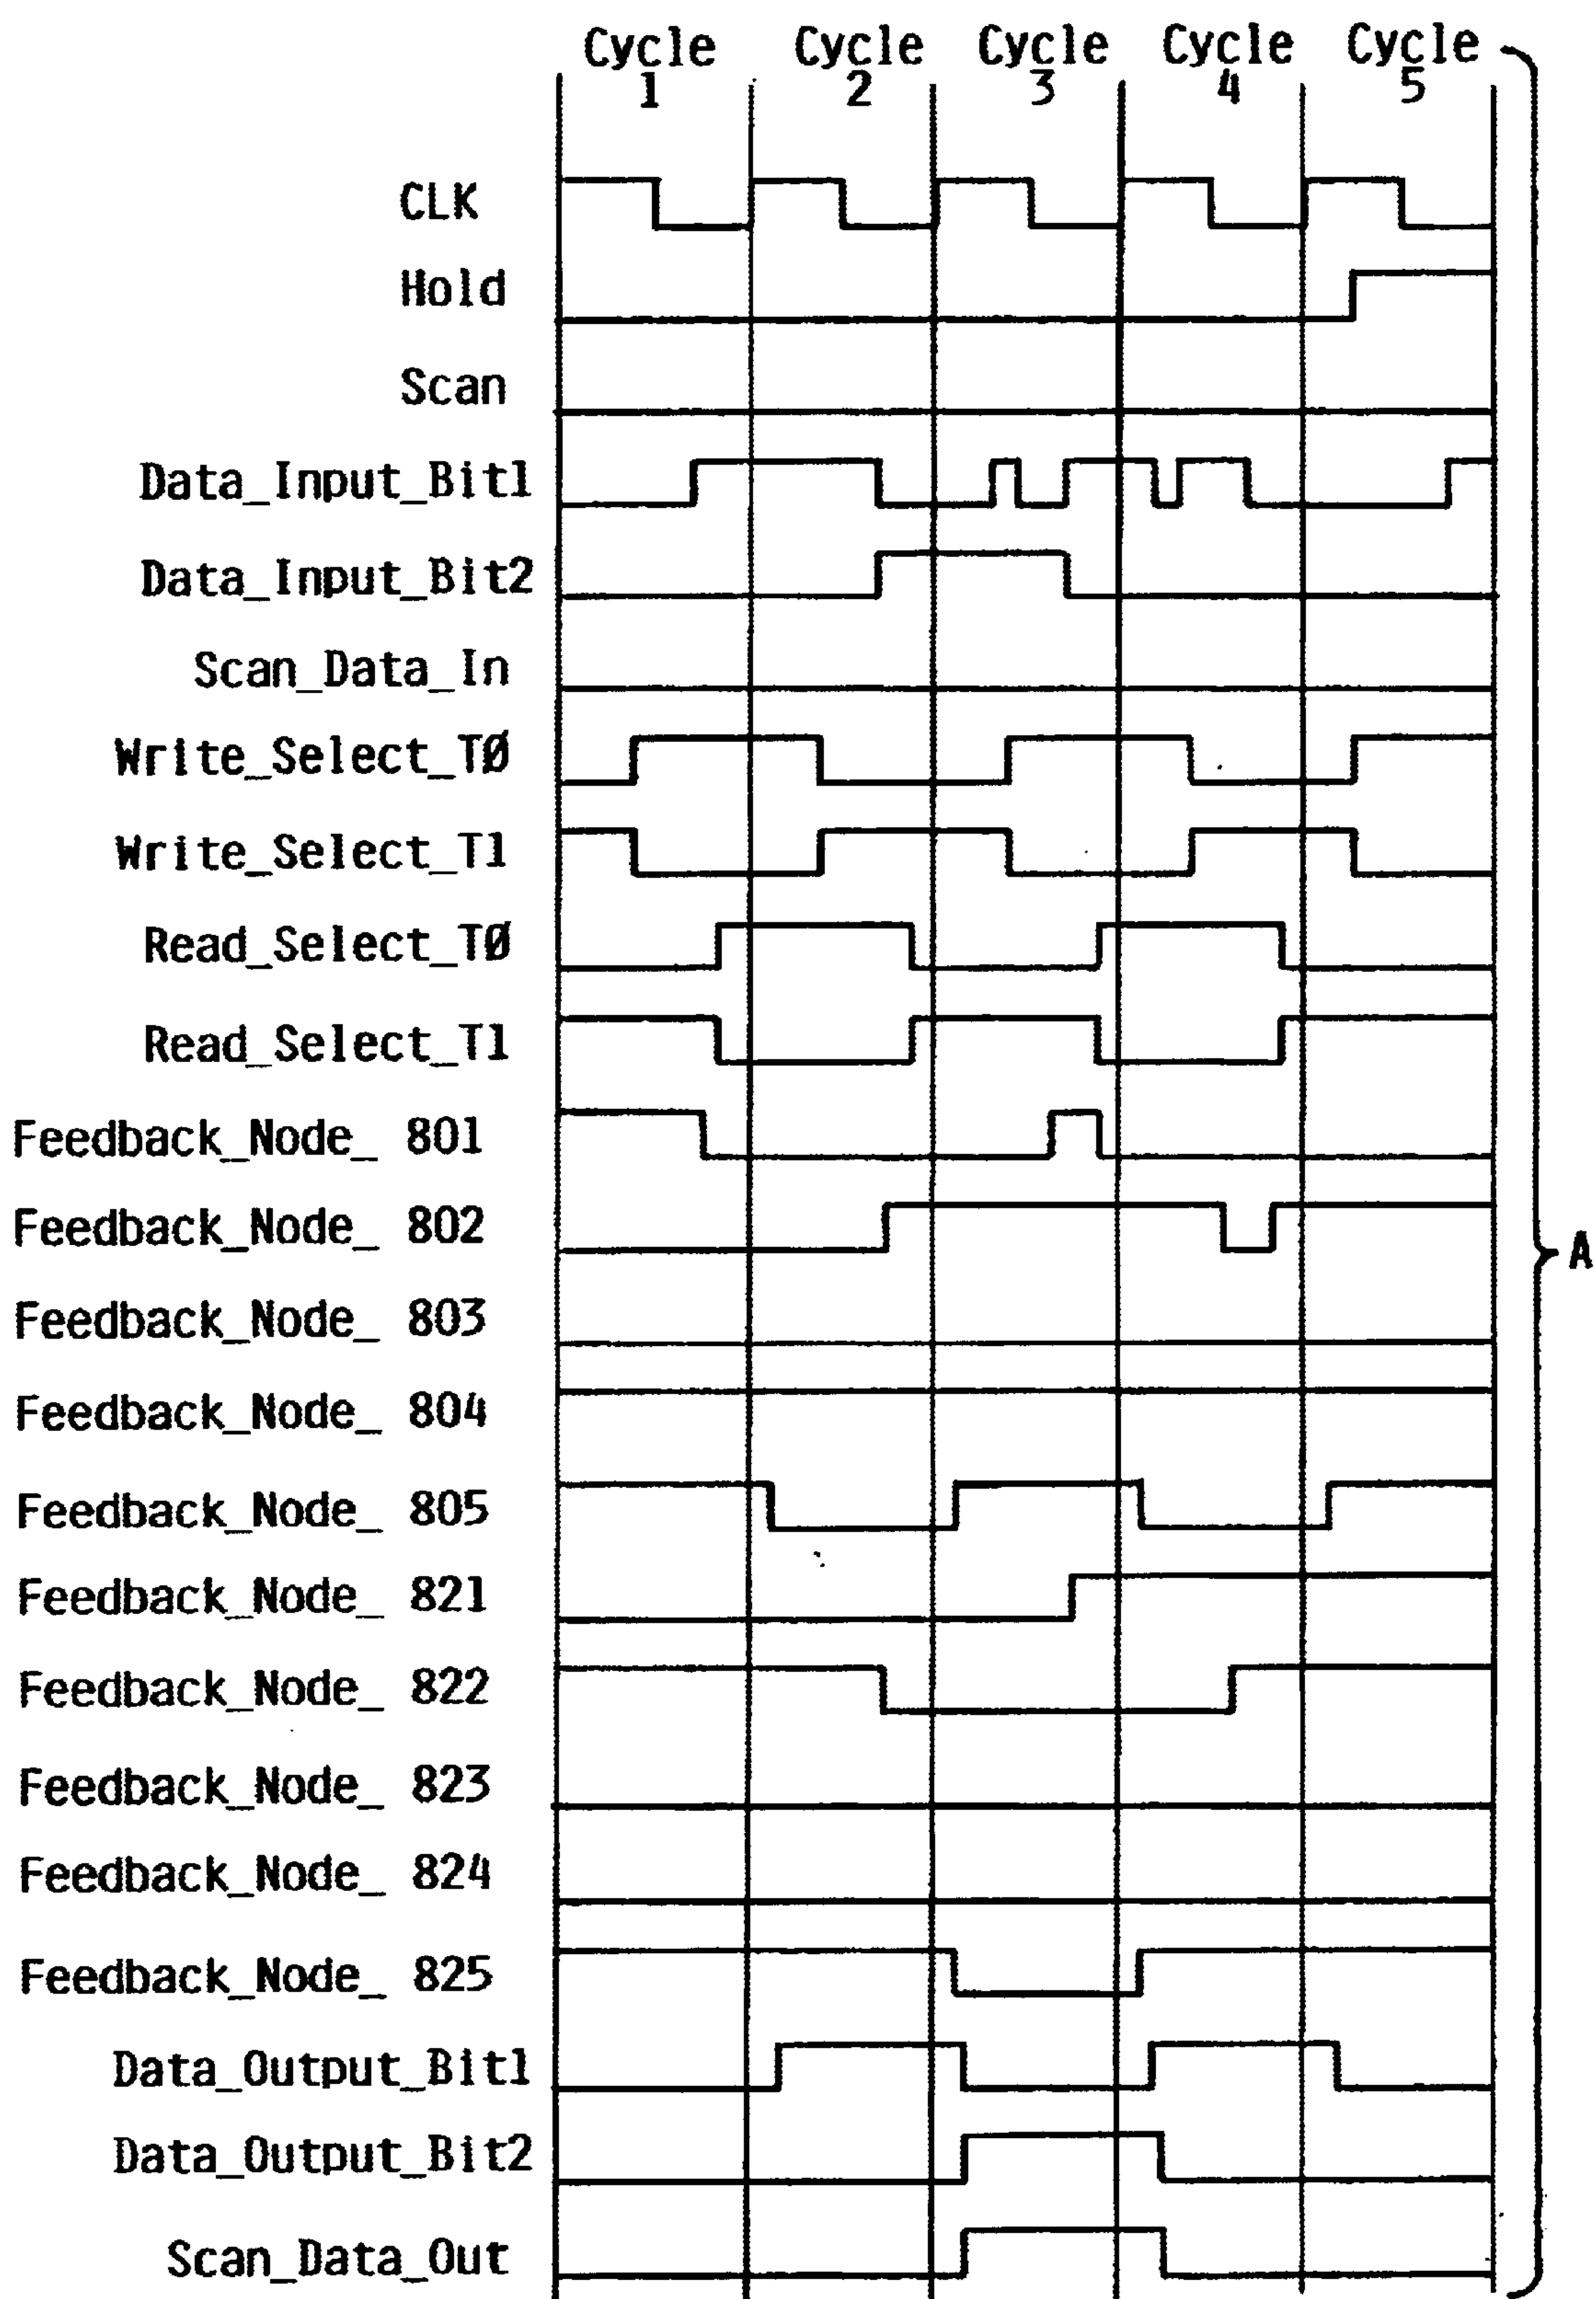 Cycle Cycle Cycle Cycle Cycle
1 2 3 4 5
CLK
Hold
Scan
Data_Input_Bit1
Data_Input_Bit2
Scan_Data_In
Write_Select_TØ
Write_Select_T1
Read_Select_TØ
Read_Select_T1
Feedback_Node_ 801
Feedback_Node_ 802
A
Feedback_Node_ 803
Feedback_Node_ 804
Feedback_Node_ 805
Feedback_Node_ 821
Feedback_Node_ 822
Feedback_Node_ 823
Feedback_Node_ 824
Feedback_Node_ 825
Data_Output_Bit1
Data_Output_Bit2
Scan_Data_Out